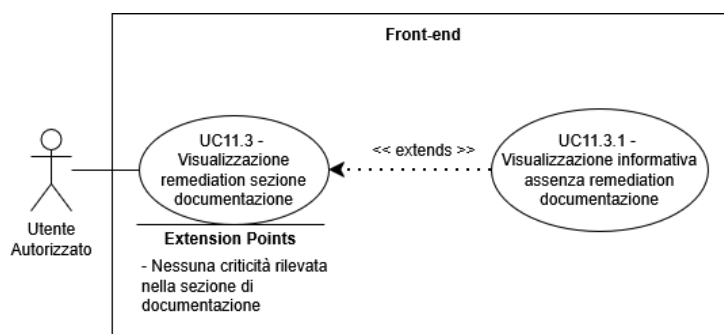 Front-end
UC11.3 -
Visualizzazione
remediation sezione
documentazione
<< extends >>
UC11.3.1 -
Visualizzazione informativa
assenza remediation
documentazione
Utente
Autorizzato
Extension Points
- Nessuna criticità rilevata
nella sezione di
documentazione